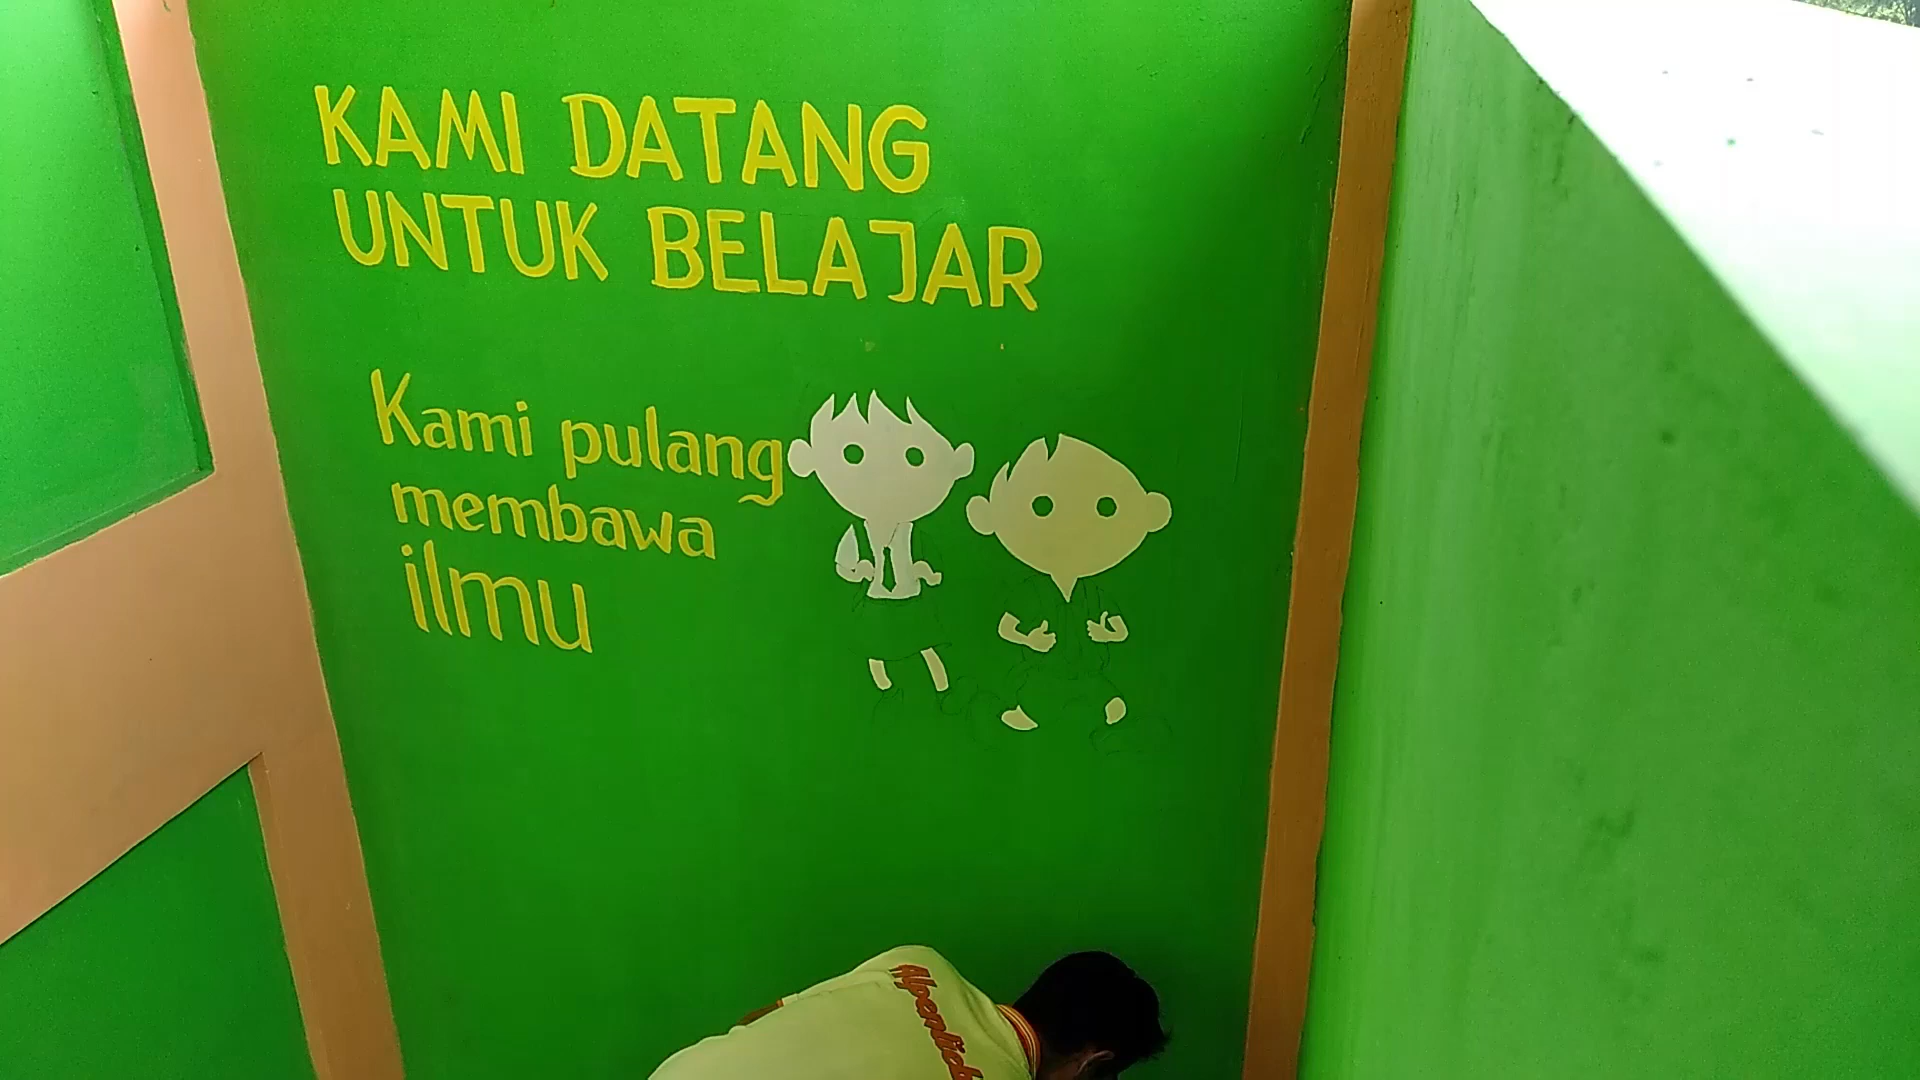 KAMI DATANG
UNTUK BELAJAR
Kami pulang
membawa
ilmu